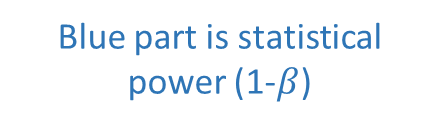 Blue part is statistical
power (1-𝛽)